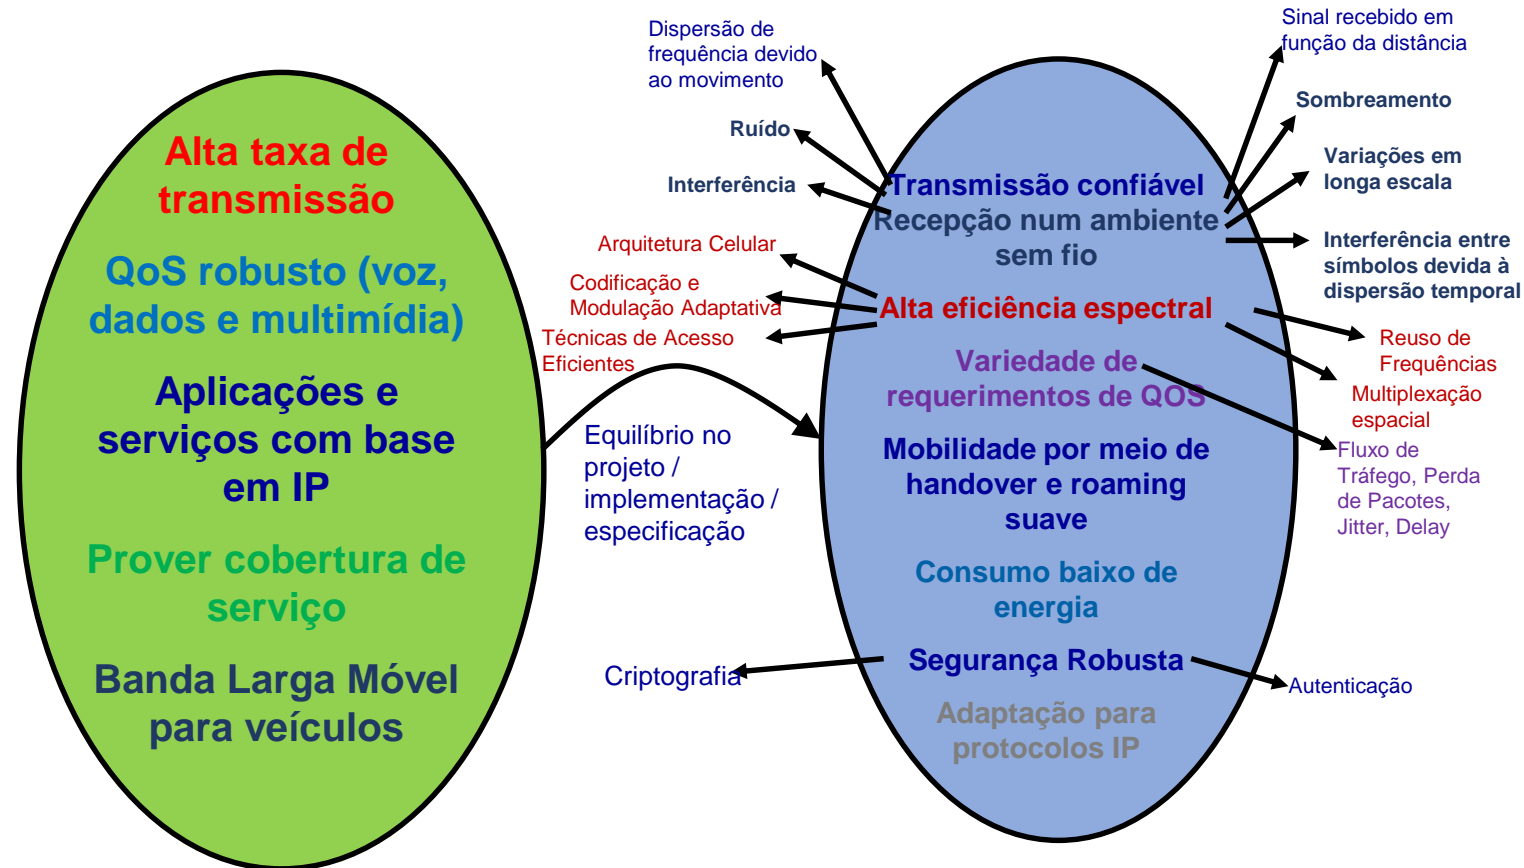 Alta taxa de
transmissão
QoS robusto (voz,
dados e multimídia)
Aplicações e
serviços com base
em IP
Prover cobertura de
serviço
Banda Larga Móvel
para veículos
Equilíbrio no
projeto /
implementação /
especificação
Dispersão de
frequência devido
ao movimento
Ruído
Interferência
Arquitetura Celular
Codificação e
Modulação Adaptativa
Técnicas de Acesso
Eficientes
Criptografia
Transmissão confiável
Recepção num ambiente
sem fio
Alta eficiência espectral
Variedade de
requerimentos de QOS
Mobilidade por meio de
handover e roaming
suave
Consumo baixo de
energia
Segurança Robusta
Adaptação para
protocolos IP
Sinal recebido em
função da distância
Sombreamento
Variações em
longa escala
Interferência entre
símbolos devida à
dispersão temporal
Reuso de
Frequências
Multiplexação
espacial
Fluxo de
Tráfego, Perda
de Pacotes,
Jitter, Delay
Autenticação